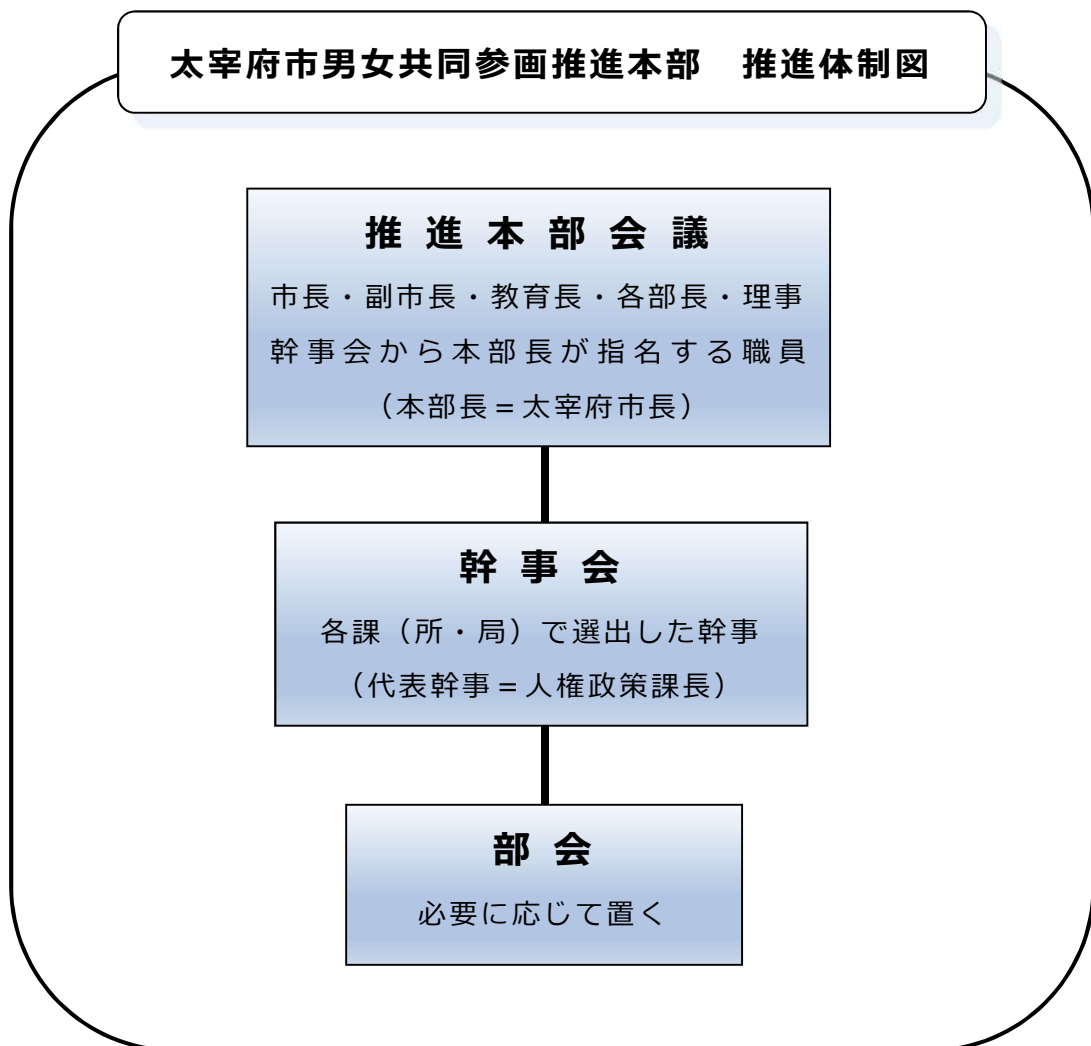 太宰府市男女共同参画推進本部　推進体制図
推進本部会議
市長・副市長・教育長・各部長・理事
幹事会から本部長が指名する職員
（本部長＝太宰府市長）
幹事会
各課（所・局）で選出した幹事
（代表幹事＝人権政策課長）
部会
必要に応じて置く